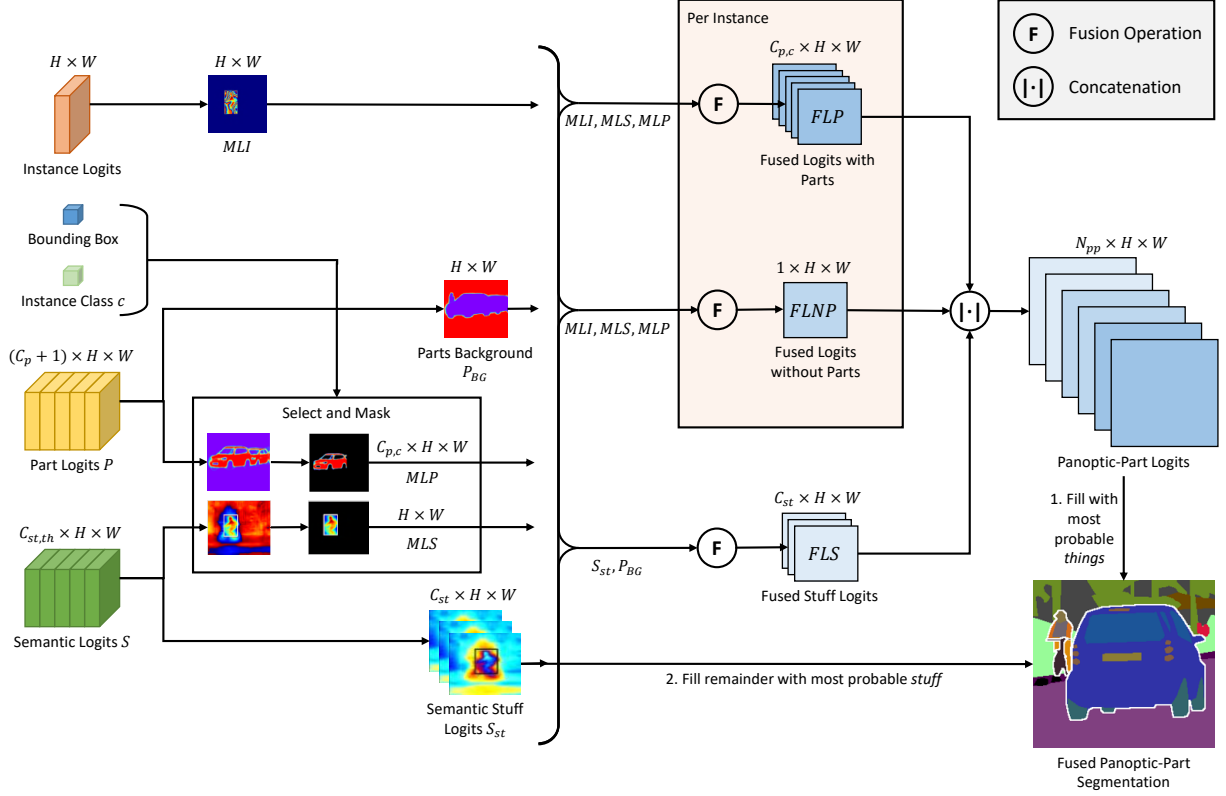 H × W
H × W
MLI
Instance Logits
Bounding Box
Instance Class c
(C_p + 1) × H × W
Part Logits P
C_{st,th} × H × W
Semantic Logits S
H × W
Parts Background
P_{BG}
Select and Mask
C_{p,c} × H × W
MLP
H × W
MLS
C_{st} × H × W
Semantic Stuff
Logits S_{st}
MLI, MLS, MLP
MLI, MLS, MLP
S_{st}, P_{BG}
Per Instance
F
C_{p,c} × H × W
FLP
Fused Logits with
Parts
F
1 × H × W
FLNP
Fused Logits
without Parts
F
C_{st} × H × W
FLS
Fused Stuff Logits
F
Fusion Operation
|·|
Concatenation
|·|
N_{pp} × H × W
Panoptic-Part Logits
1. Fill with
most
probable
things
2. Fill remainder with most probable stuff
Fused Panoptic-Part
Segmentation